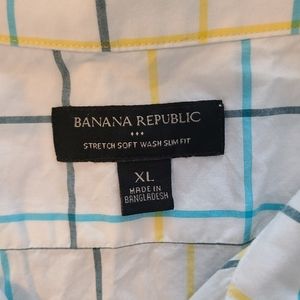 BANANA REPUBLIC
STRETCH SOFT WASH SLIM FIT
XL
MADE IN
BANGLADESH